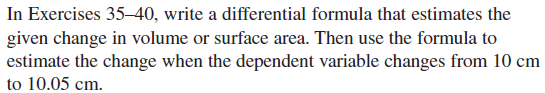 In Exercises 35–40, write a differential formula that estimates the
given change in volume or surface area. Then use the formula to
estimate the change when the dependent variable changes from 10 cm
to 10.05 cm.